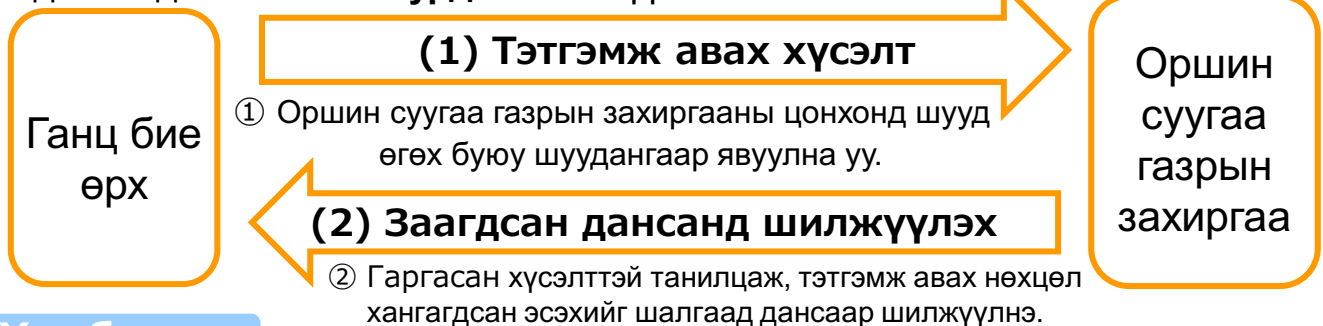 (1) Тэтгэмж авах хүсэлт
① Оршин суугаа газрын захиргааны цонхонд шууд
өгөх буюу шуудангаар явуулна уу.
Ганц бие
өрх
Оршин
суугаа
газрын
захиргаа
(2) Заагдсан дансанд шилжүүлэх
② Гаргасан хүсэлттэй танилцаж, тэтгэмж авах нөхцөл
хангагдсан эсэхийг шалгаад дансаар шилжүүлнэ.